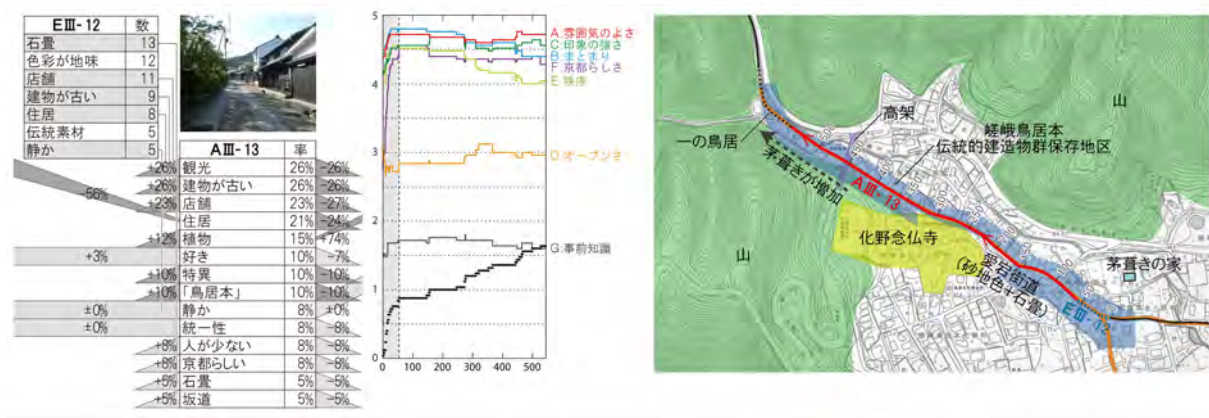 EⅢ-12 数
石畳 13
色彩が地味 12
店舗 11
建物が古い 9
住居 8
伝統素材 5
静か 5
AⅢ-13 率
+26% 観光 26% -26%
+26% 建物が古い 26% -26%
+23% 店舗 23% -27%
-56% 住居 21% -24%
+12% 植物 15% +74%
+3% 好き 10% -7%
+10% 特異 10% -10%
+10% 「鳥居本」 10% -10%
±0% 静か 8% ±0%
±0% 統一性 8% -8%
+8% 人が少ない 8% -8%
+8% 京都らしい 8% -8%
+5% 石畳 5% -5%
+5% 坂道 5% -5%
5
4
3
2
1
0
0 100 200 300 400 500
A:雰囲気のよさ
C:印象の強さ
B:まとまり
F:京都らしさ
E:秩序
D:オープンさ
G:事前知識
山
高架
一の鳥居
嵯峨鳥居本
伝統的建造物群保存地区
茅葺きが増加
AⅢ-13
化野念仏寺
山
愛宕街道
(砂地色+石畳)
茅葺きの家
EⅢ-12